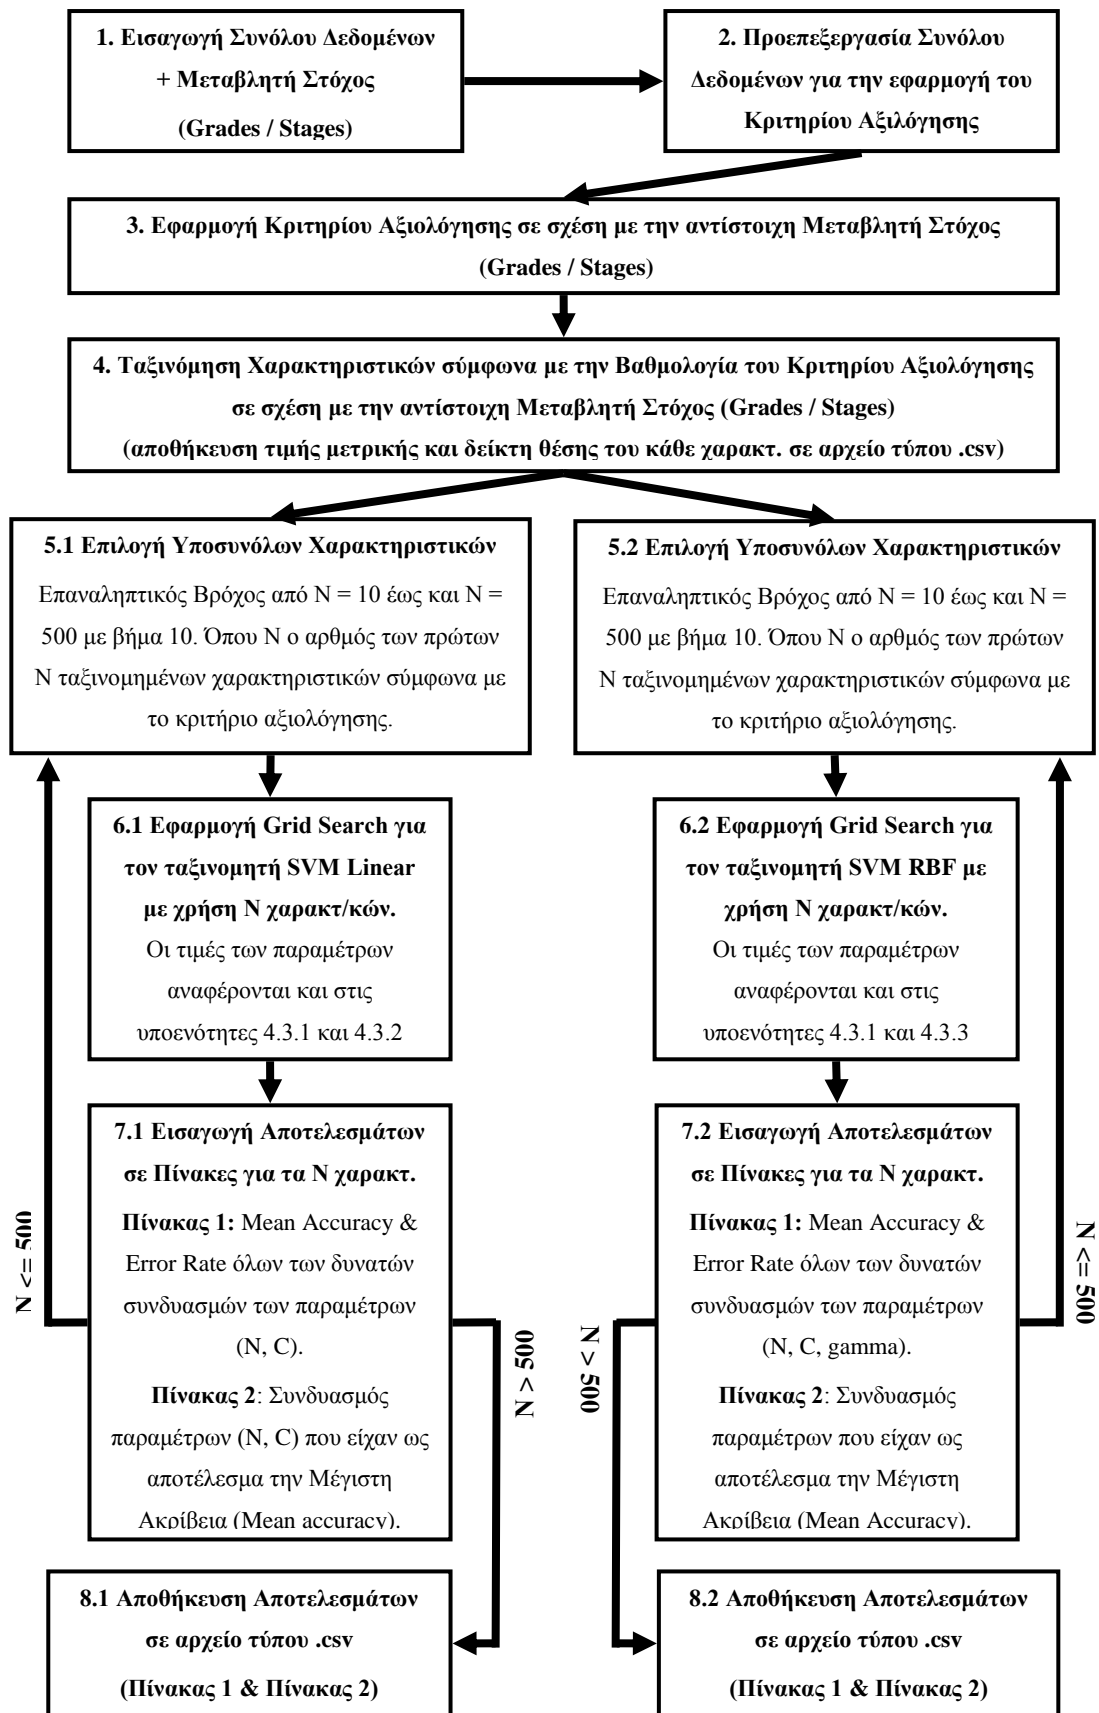 1. Εισαγωγή Συνόλου Δεδομένων
+ Μεταβλητή Στόχος
(Grades / Stages)
2. Προεπεξεργασία Συνόλου
Δεδομένων για την εφαρμογή του
Κριτηρίου Αξιλόγησης
3. Εφαρμογή Κριτηρίου Αξιολόγησης σε σχέση με την αντίστοιχη Μεταβλητή Στόχος
(Grades / Stages)
4. Ταξινόμηση Χαρακτηριστικών σύμφωνα με την Βαθμολογία του Κριτηρίου Αξιολόγησης
σε σχέση με την αντίστοιχη Μεταβλητή Στόχος (Grades / Stages)
(αποθήκευση τιμής μετρικής και δείκτη θέσης του κάθε χαρακτ. σε αρχείο τύπου .csv)
5.1 Επιλογή Υποσυνόλων Χαρακτηριστικών
Επαναληπτικός Βρόχος από N = 10 έως και N =
500 με βήμα 10. Όπου N ο αρθμός των πρώτων
N ταξινομημένων χαρακτηριστικών σύμφωνα με
το κριτήριο αξιολόγησης.
5.2 Επιλογή Υποσυνόλων Χαρακτηριστικών
Επαναληπτικός Βρόχος από N = 10 έως και N =
500 με βήμα 10. Όπου N ο αρθμός των πρώτων
N ταξινομημένων χαρακτηριστικών σύμφωνα με
το κριτήριο αξιολόγησης.
6.1 Εφαρμογή Grid Search για
τον ταξινομητή SVM Linear
με χρήση N χαρακτ/κών.
Οι τιμές των παραμέτρων
αναφέρονται και στις
υποενότητες 4.3.1 και 4.3.2
6.2 Εφαρμογή Grid Search για
τον ταξινομητή SVM RBF με
χρήση N χαρακτ/κών.
Οι τιμές των παραμέτρων
αναφέρονται και στις
υποενότητες 4.3.1 και 4.3.3
7.1 Εισαγωγή Αποτελεσμάτων
σε Πίνακες για τα N χαρακτ.
Πίνακας 1: Mean Accuracy &
Error Rate όλων των δυνατών
συνδυασμών των παραμέτρων
(N, C).
Πίνακας 2: Συνδυασμός
παραμέτρων (N, C) που είχαν ως
αποτέλεσμα την Μέγιστη
Ακρίβεια (Mean accuracy).
7.2 Εισαγωγή Αποτελεσμάτων
σε Πίνακες για τα N χαρακτ.
Πίνακας 1: Mean Accuracy &
Error Rate όλων των δυνατών
συνδυασμών των παραμέτρων
(N, C, gamma).
Πίνακας 2: Συνδυασμός
παραμέτρων που είχαν ως
αποτέλεσμα την Μέγιστη
Ακρίβεια (Mean Accuracy).
N <= 500
N > 500
N > 500
N <= 500
8.1 Αποθήκευση Αποτελεσμάτων
σε αρχείο τύπου .csv
(Πίνακας 1 & Πίνακας 2)
8.2 Αποθήκευση Αποτελεσμάτων
σε αρχείο τύπου .csv
(Πίνακας 1 & Πίνακας 2)